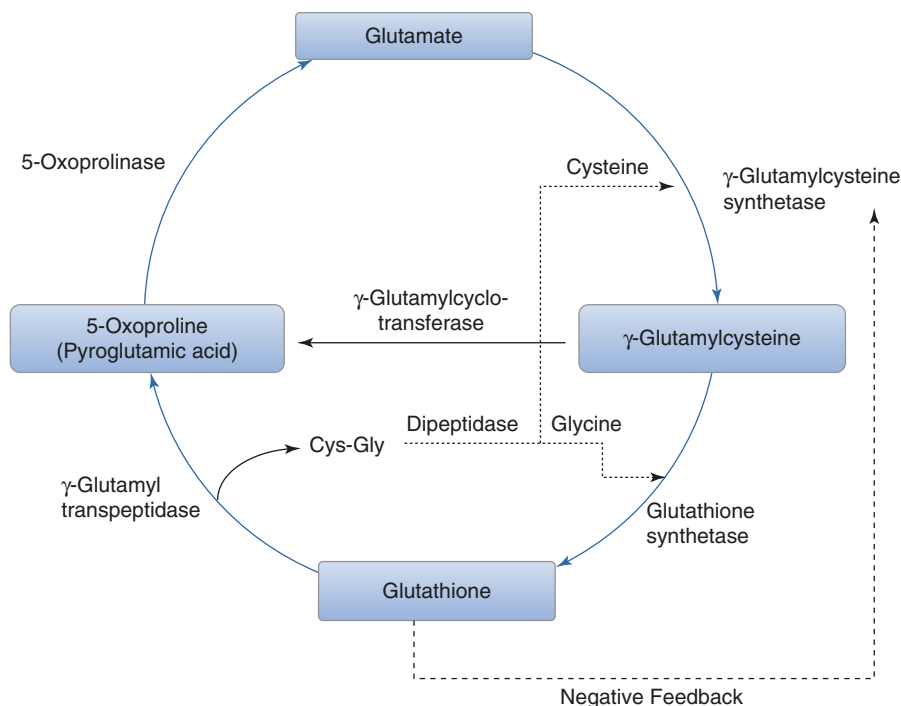 Glutamate
5-Oxoprolinase
Cysteine
γ-Glutamylcysteine
synthetase
γ-Glutamylcyclo-
transferase
5-Oxoproline
(Pyroglutamic acid)
γ-Glutamylcysteine
Dipeptidase
Glycine
Cys-Gly
γ-Glutamyl
transpeptidase
Glutathione
synthetase
Glutathione
Negative Feedback